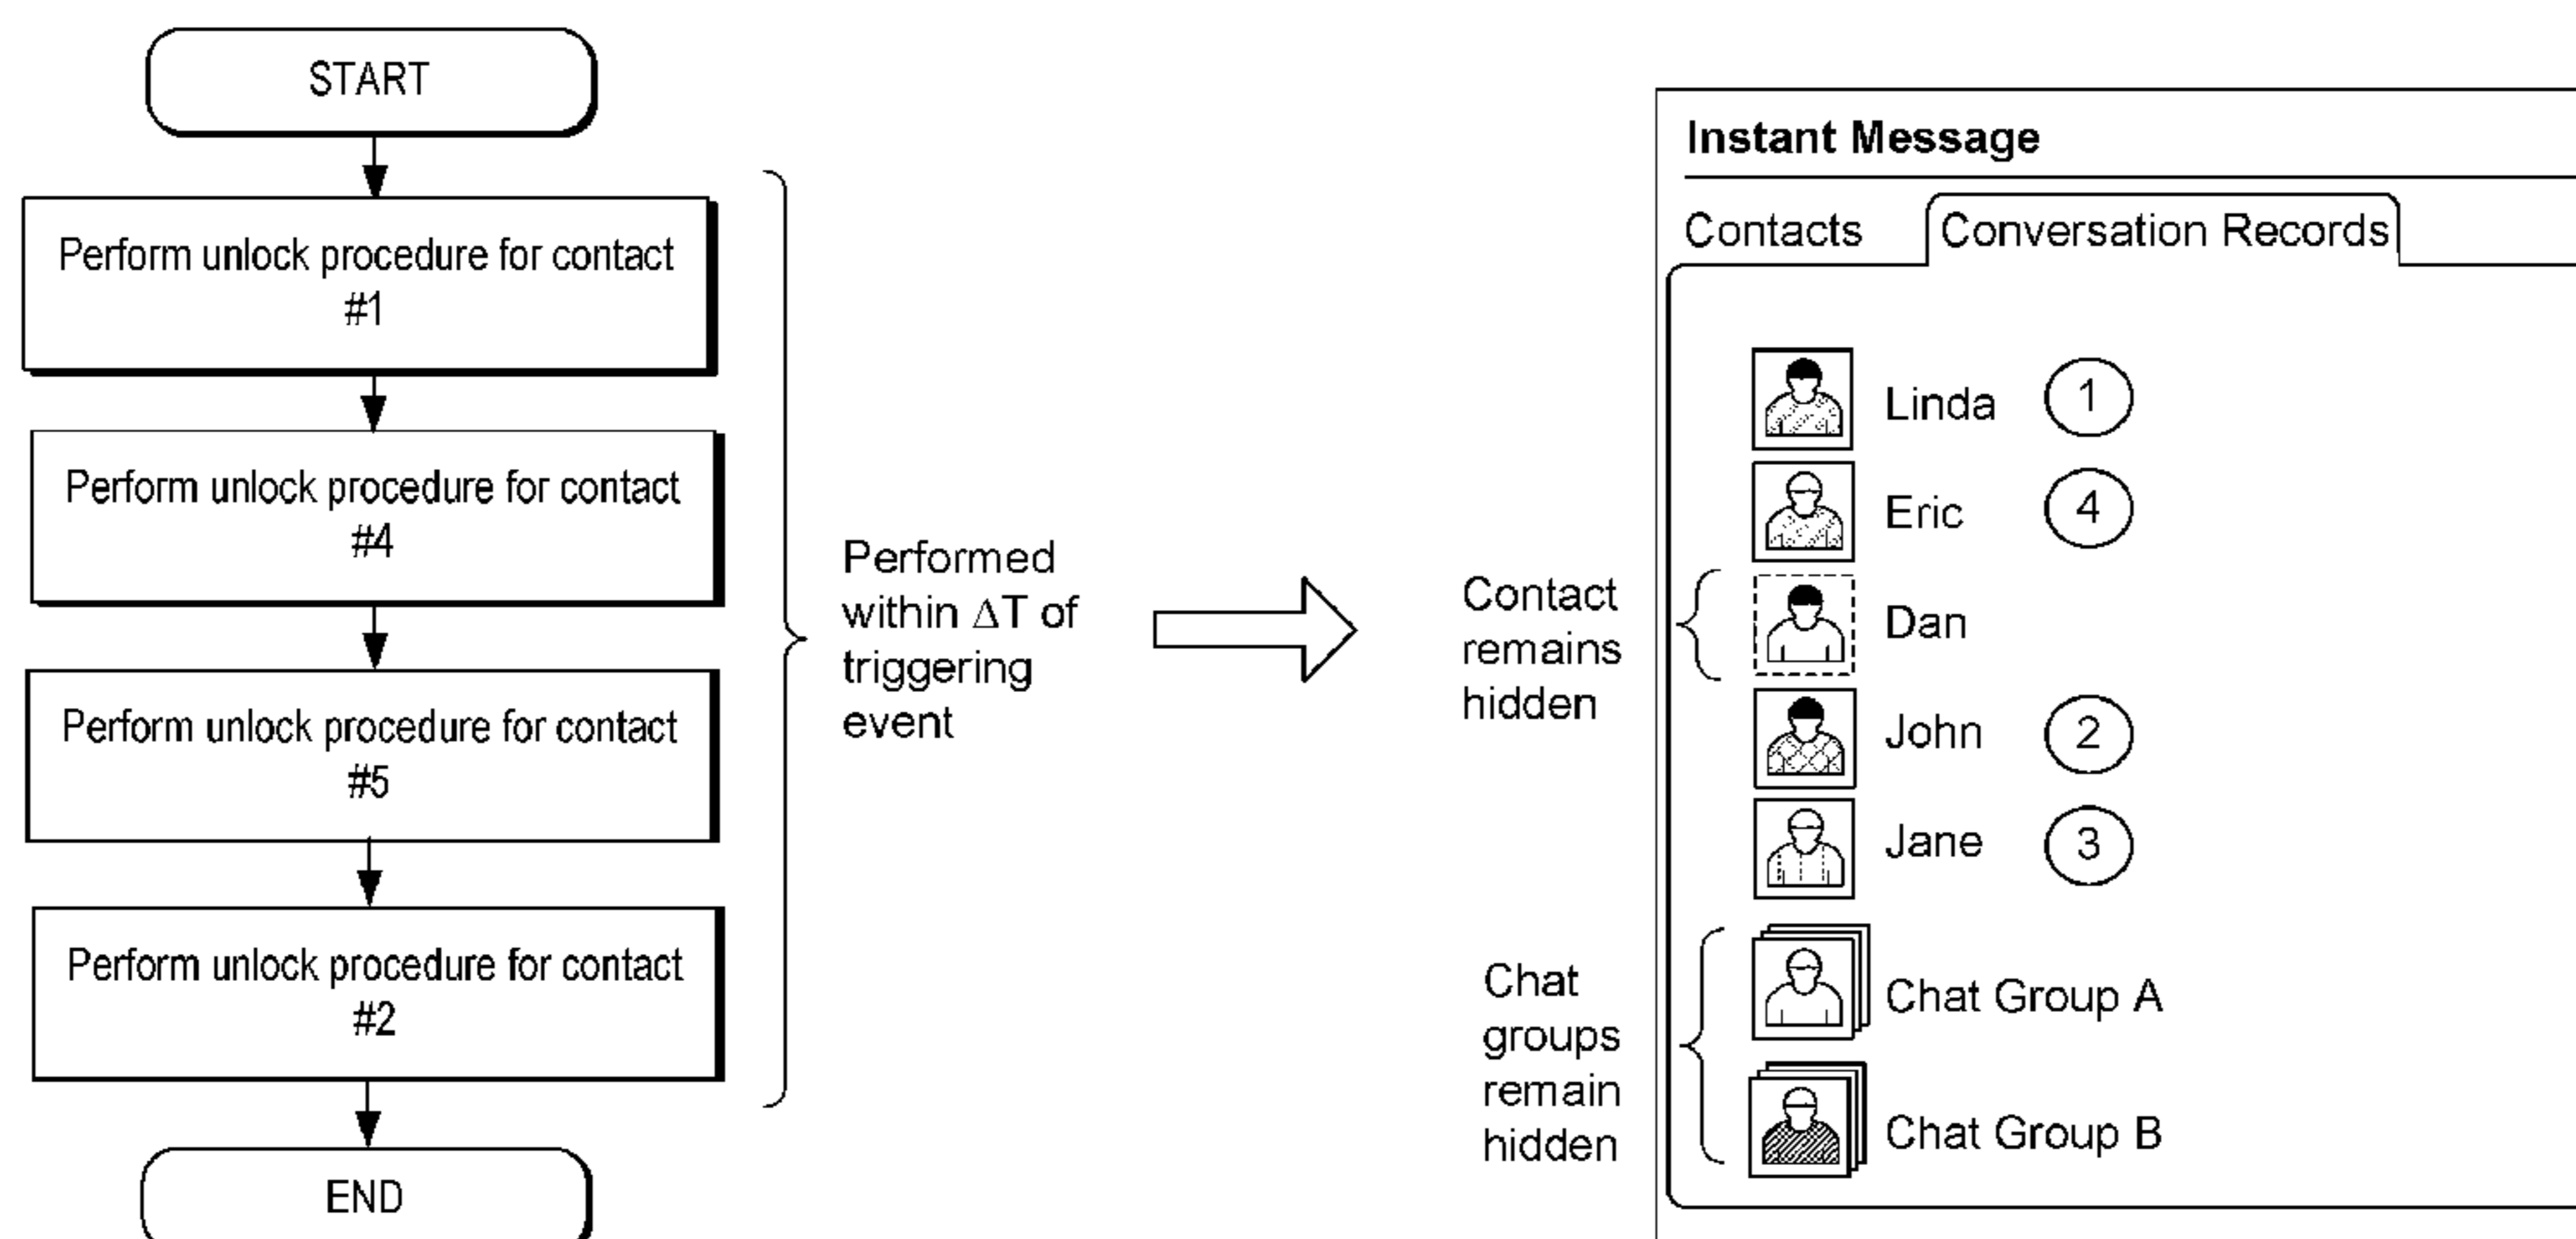 START
Perform unlock procedure for contact
#1
Perform unlock procedure for contact
#4
Perform unlock procedure for contact
#5
Perform unlock procedure for contact
#2
END
Performed
within ΔT of
triggering
event
Instant Message
Contacts
Conversation Records
Linda 1
Eric 4
Contact
remains
hidden
Dan
John 2
Jane 3
Chat
groups
remain
hidden
Chat Group A
Chat Group B